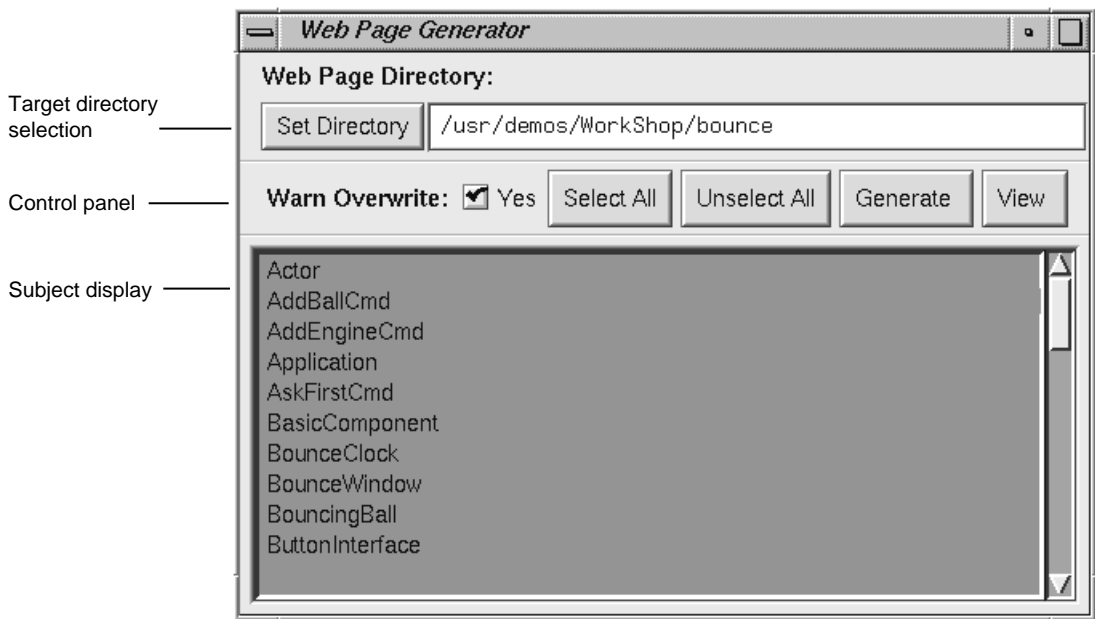 Web Page Generator
Web Page Directory:
Target directory
selection
Set Directory /usr/demos/WorkShop/bounce
Control panel
Warn Overwrite: Yes Select All Unselect All Generate View
Subject display
Actor
AddBallCmd
AddEngineCmd
Application
AskFirstCmd
BasicComponent
BounceClock
BounceWindow
BouncingBall
ButtonInterface